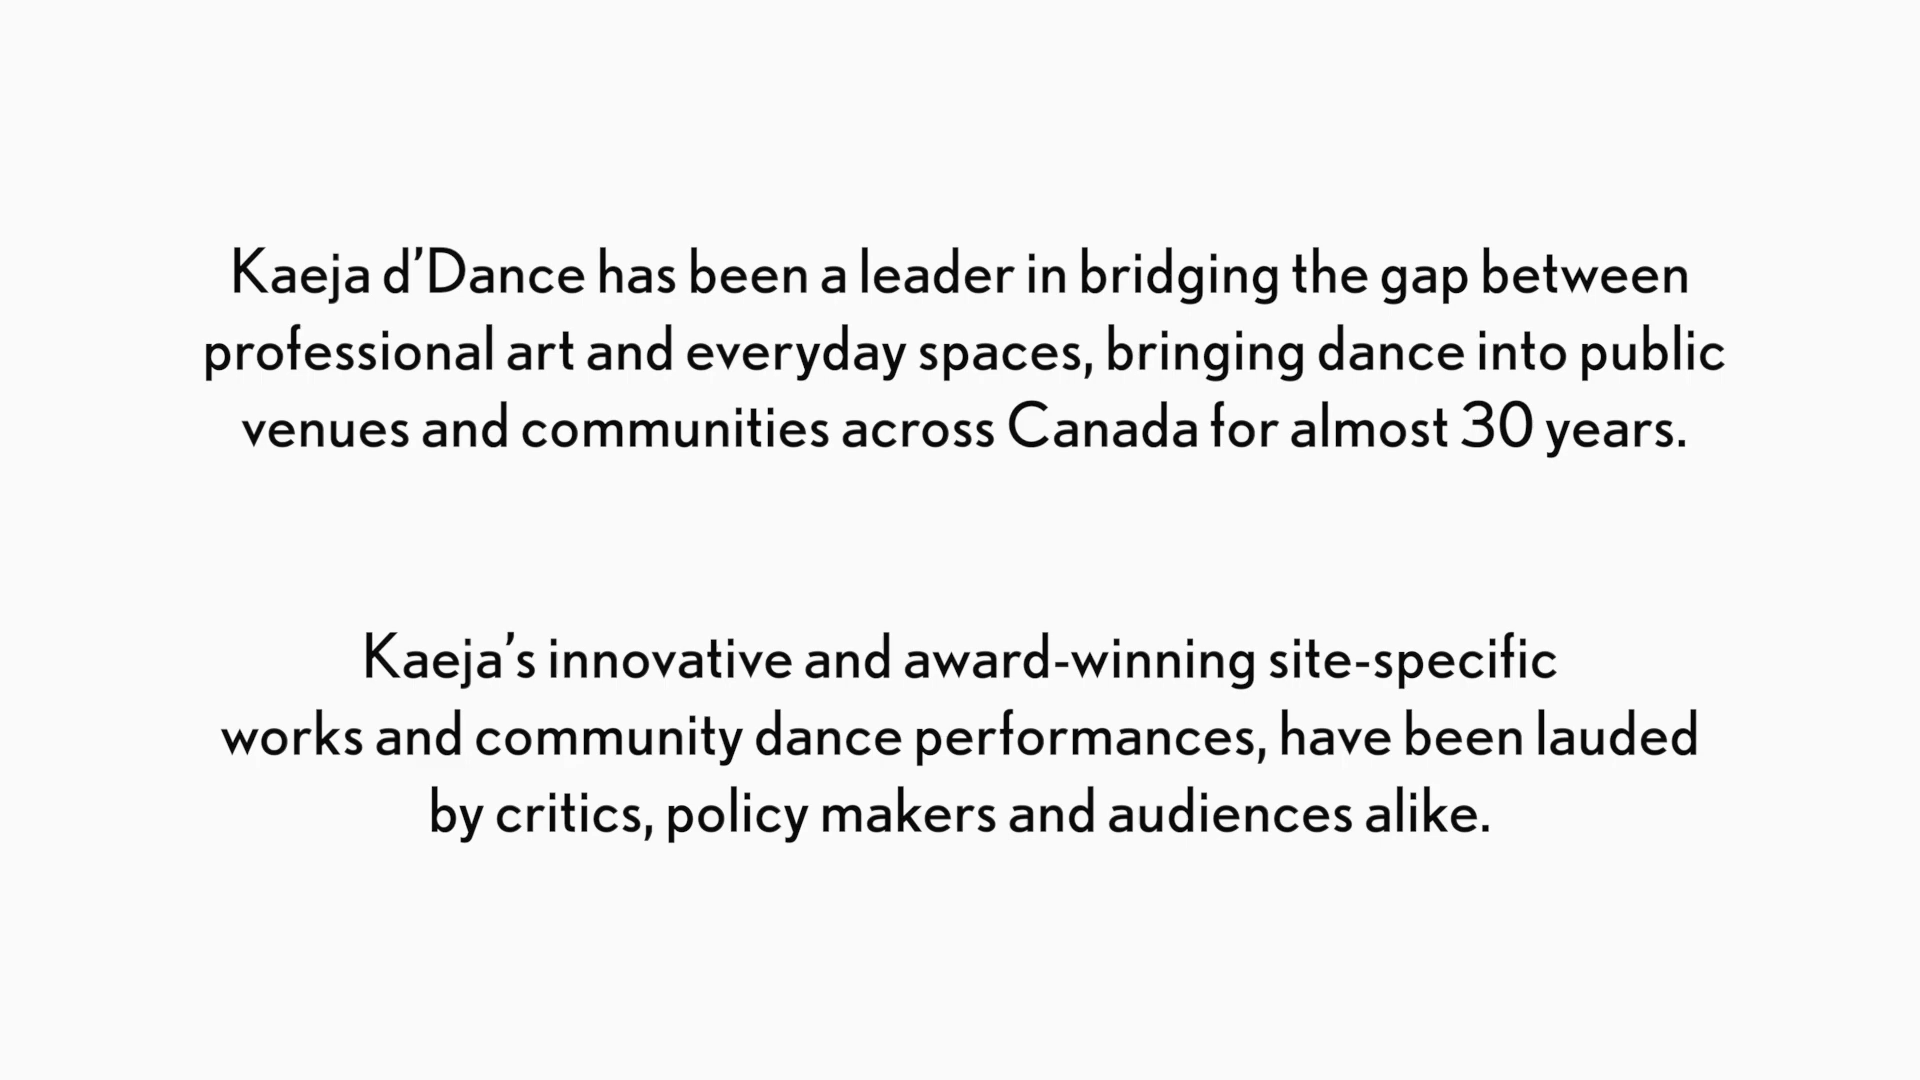 Kaeja d’Dance has been a leader in bridging the gap between
professional art and everyday spaces, bringing dance into public
venues and communities across Canada for almost 30 years.
Kaeja’s innovative and award-winning site-specific
works and community dance performances, have been lauded
by critics, policy makers and audiences alike.